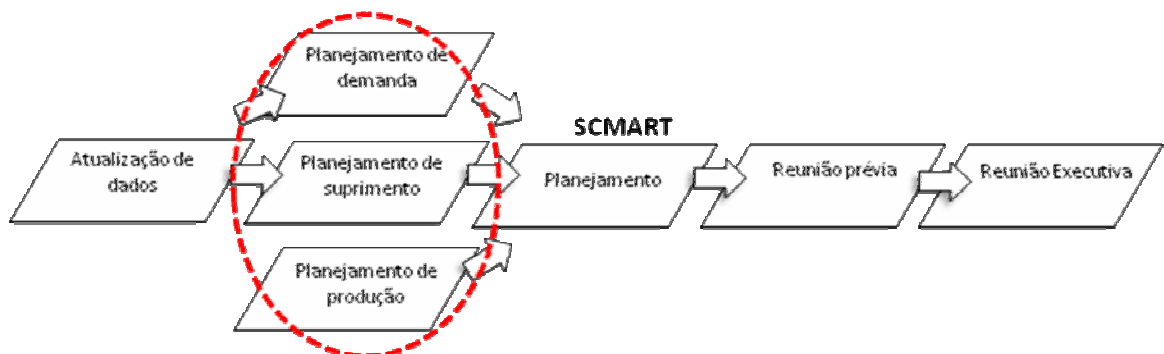 Planejamento de
demanda
SCMART
Atualização de
dados
Planejamento de
suprimento
Planejamento
Reunião prévia
Reunião Executiva
Planejamento de
produção